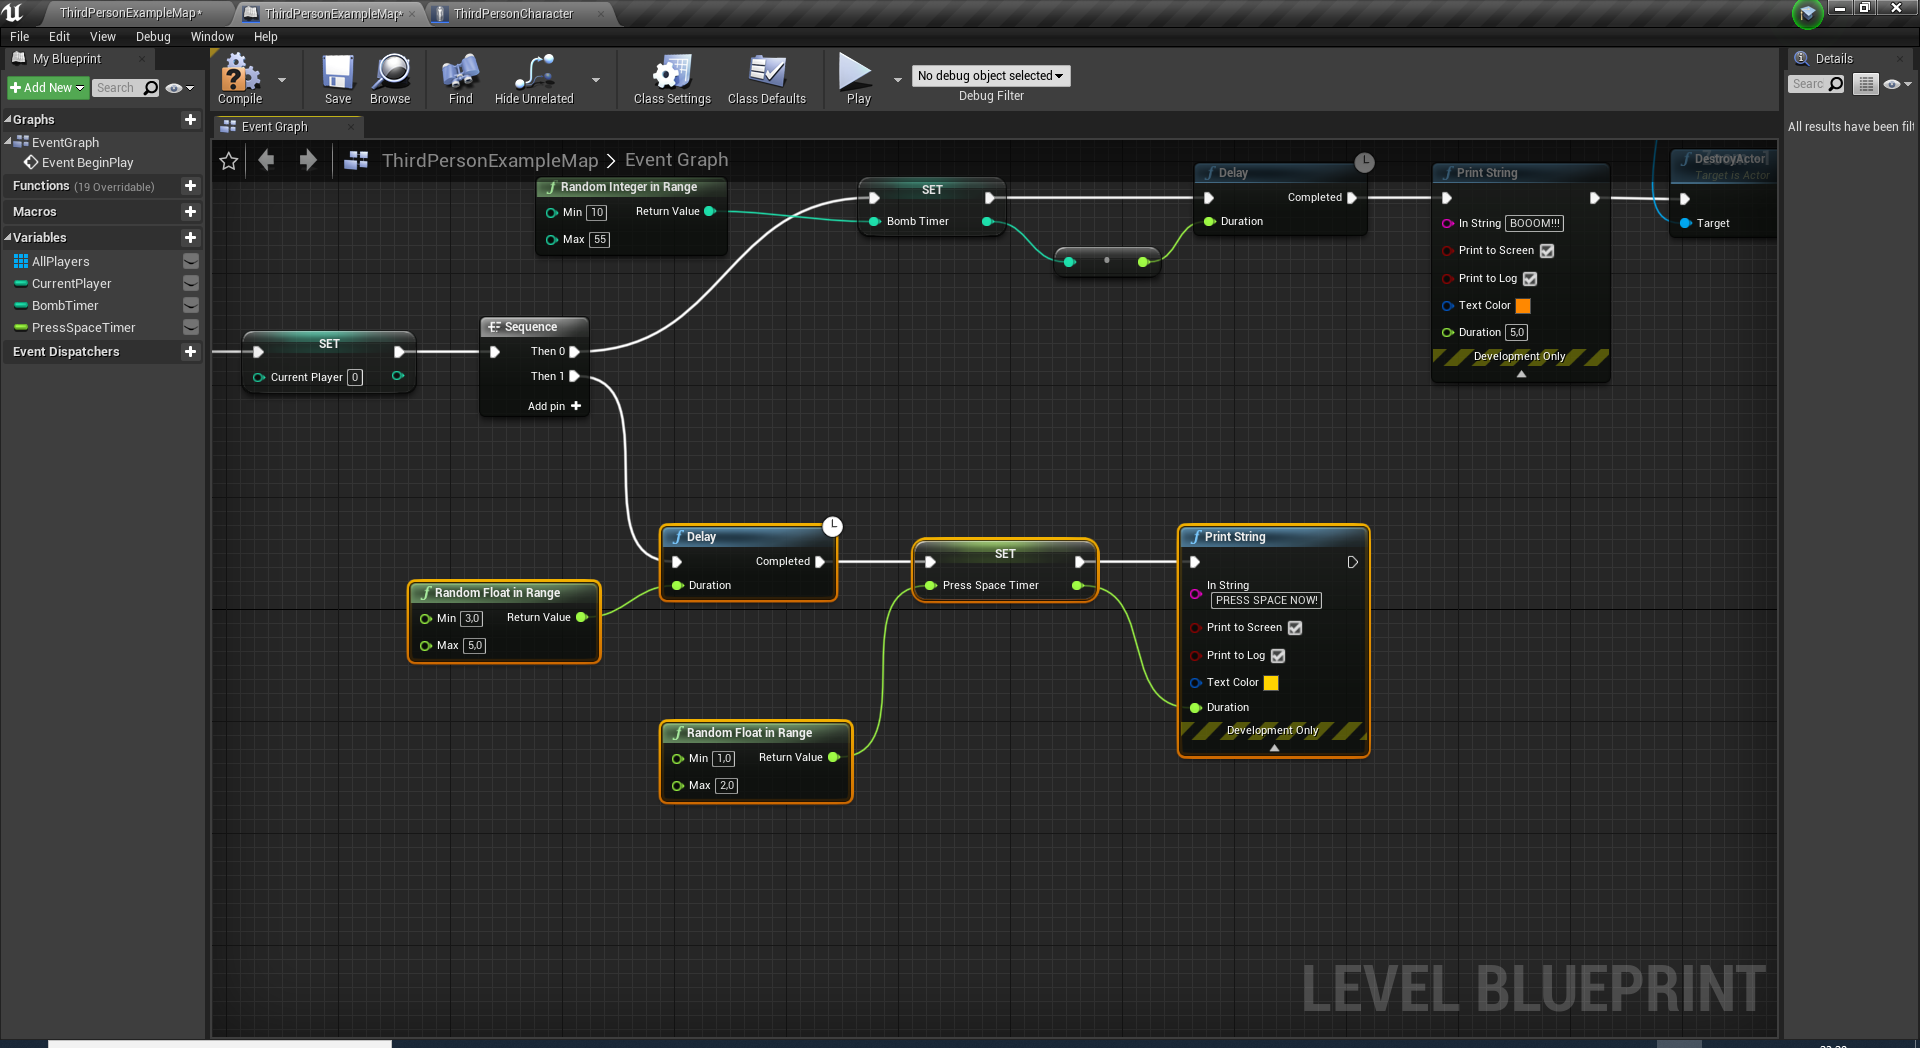 ThirdPersonExampleMap*
ThirdPersonExampleMap*
ThirdPersonCharacter
File Edit View Debug Window Help
My Blueprint
Add New
Search
Graphs
EventGraph
Event BeginPlay
Functions (19 Overridable)
Macros
Variables
AllPlayers
CurrentPlayer
BombTimer
PressSpaceTimer
Event Dispatchers
Compile
Save
Browse
Find
Hide Unrelated
Class Settings
Class Defaults
Play
No debug object selected
Debug Filter
Event Graph
ThirdPersonExampleMap > Event Graph
Random Integer in Range
Min 10
Return Value
Max 55
SET
Bomb Timer
Delay
Completed
Duration
Print String
In String BOOOM!!!
Print to Screen
Print to Log
Text Color
Duration 5,0
Development Only
DestroyActor
Target is Actor
Target
SET
Current Player 0
Sequence
Then 0
Then 1
Add pin
Delay
Completed
Duration
Random Float in Range
Min 3,0
Return Value
Max 5,0
SET
Press Space Timer
Random Float in Range
Min 1,0
Return Value
Max 2,0
Print String
In String
PRESS SPACE NOW!
Print to Screen
Print to Log
Text Color
Duration
Development Only
LEVEL BLUEPRINT
Details
Searc
All results have been filt